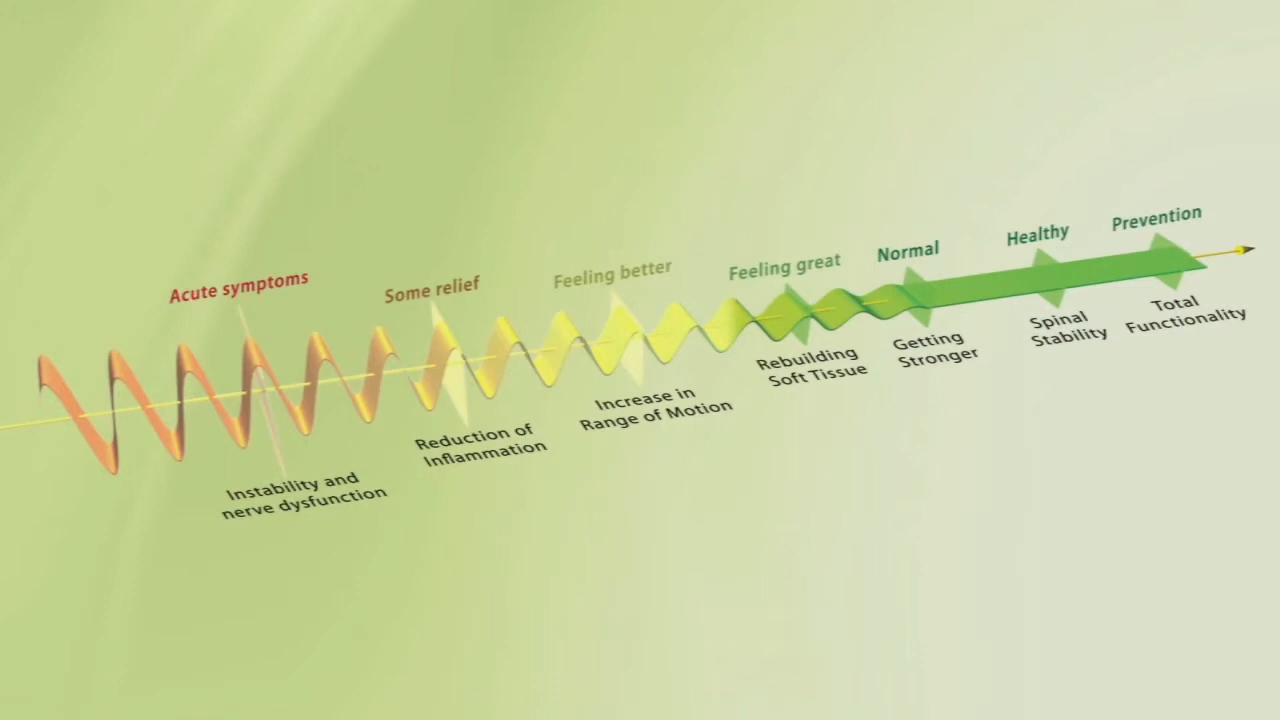 Acute symptoms
Some relief
Feeling better
Feeling great
Normal
Healthy
Prevention
Instability and
nerve dysfunction
Reduction of
Inflammation
Increase in
Range of Motion
Rebuilding
Soft Tissue
Getting
Stronger
Spinal
Stability
Total
Functionality